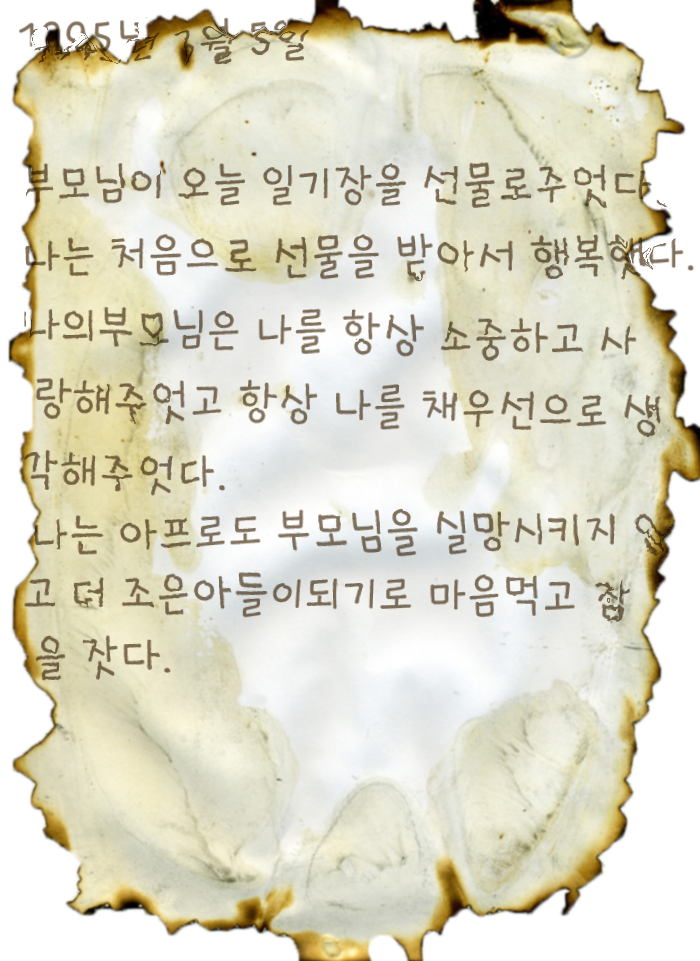 1995년 7월 5일
부모님이 오늘 일기장을 선물로주엇다.
나는 처음으로 선물을 받아서 행복했다.
나의부모님은 나를 항상 소중하고 사
랑해주엇고 항상 나를 채우선으로 생
각해주엇다.
나는 아프로도 부모님을 실망시키지 안
고 더 조은아들이되기로 마음먹고 잠
을 잣다.